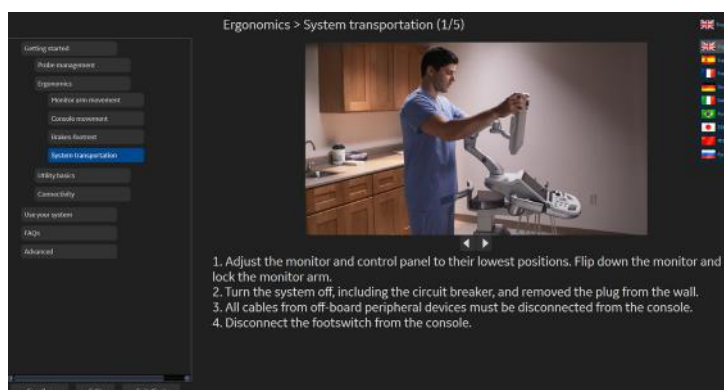 Ergonomics > System transportation (1/5)
Getting started
Probe management
Ergonomics
Monitor arm movement
Console movement
Brakes-footrest
System transportation
Utility basics
Connectivity
Use your system
FAQs
Advanced
1. Adjust the monitor and control panel to their lowest positions. Flip down the monitor and
lock the monitor arm.
2. Turn the system off, including the circuit breaker, and removed the plug from the wall.
3. All cables from off-board peripheral devices must be disconnected from the console.
4. Disconnect the footswitch from the console.